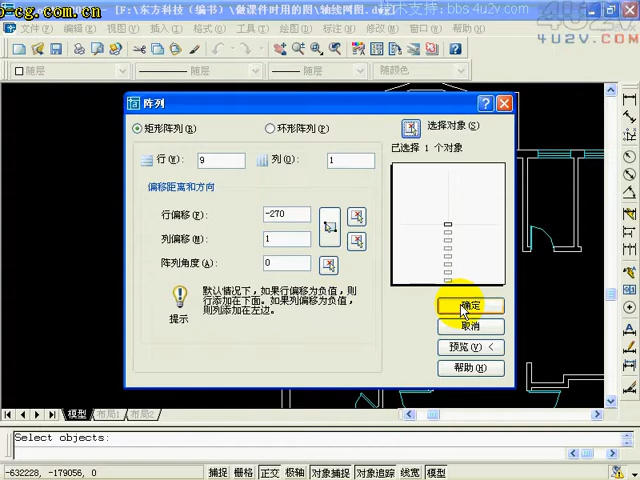 o-cg.com.cn
[F:\东方科技（编书）\做课件时用的图\轴线网图.dwg]
技术支持: bbs.4u2v.com
4U2V.COM
文件(F) 编辑(E) 视图(V) 插入(I) 格式(O) 工具(T) 绘图(D) 标注(N) 修改(M) 窗口(W) 帮助(H)
随层 随层 随层 随颜色
阵列
矩形阵列(R) 环形阵列(P) 选择对象(S)
已选择 1 个对象
行(W): 9 列(O): 1
偏移距离和方向
行偏移(F): -270
列偏移(M): 1
阵列角度(A): 0
默认情况下，如果行偏移为负值，则
行添加在下面。如果列偏移为负值，
则列添加在左边。
提示
确定
取消
预览(V) <
帮助(H)
模型 布局1 布局2
Select objects:
-632228, -179056, 0 捕捉 栅格 正交 极轴 对象捕捉 对象追踪 线宽 模型